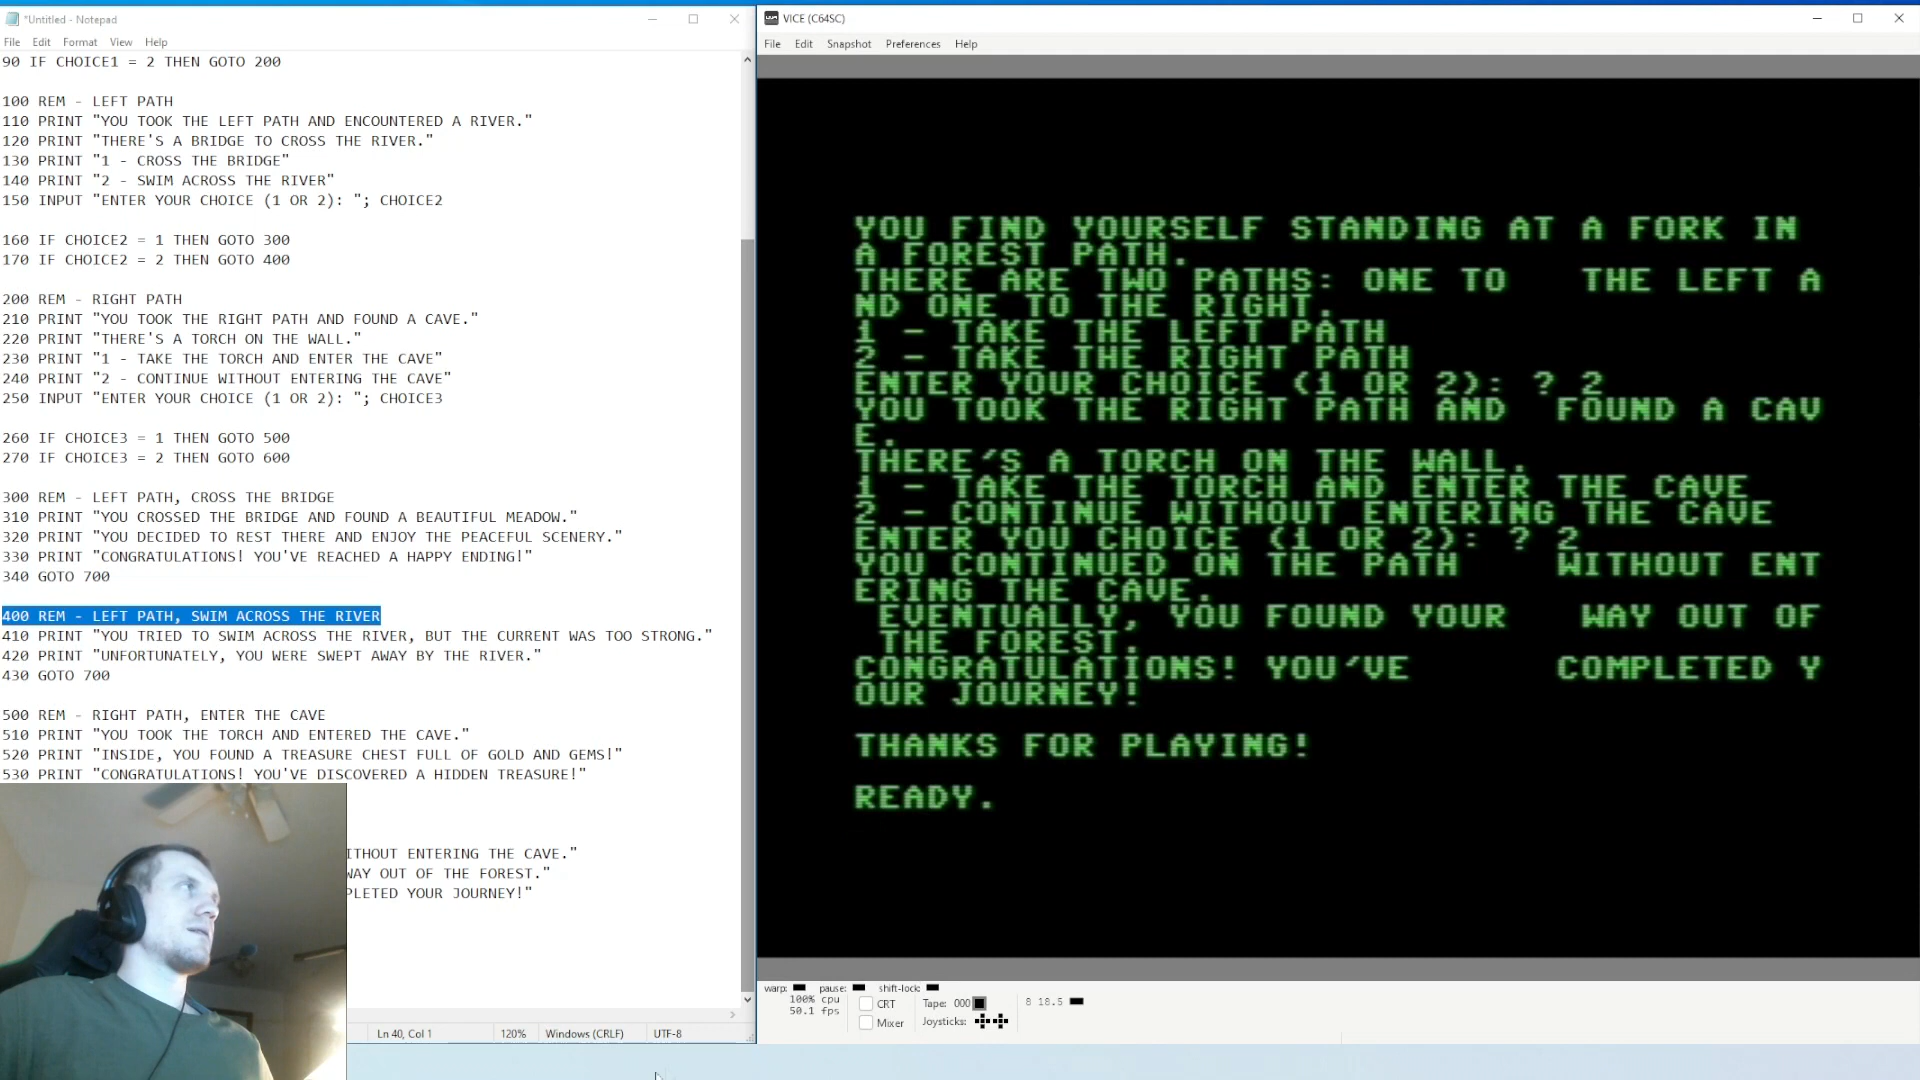 *Untitled - Notepad
File Edit Format View Help
90 IF CHOICE1 = 2 THEN GOTO 200
100 REM - LEFT PATH
110 PRINT "YOU TOOK THE LEFT PATH AND ENCOUNTERED A RIVER."
120 PRINT "THERE'S A BRIDGE TO CROSS THE RIVER."
130 PRINT "1 - CROSS THE BRIDGE"
140 PRINT "2 - SWIM ACROSS THE RIVER"
150 INPUT "ENTER YOUR CHOICE (1 OR 2): "; CHOICE2
160 IF CHOICE2 = 1 THEN GOTO 300
170 IF CHOICE2 = 2 THEN GOTO 400
200 REM - RIGHT PATH
210 PRINT "YOU TOOK THE RIGHT PATH AND FOUND A CAVE."
220 PRINT "THERE'S A TORCH ON THE WALL."
230 PRINT "1 - TAKE THE TORCH AND ENTER THE CAVE"
240 PRINT "2 - CONTINUE WITHOUT ENTERING THE CAVE"
250 INPUT "ENTER YOUR CHOICE (1 OR 2): "; CHOICE3
260 IF CHOICE3 = 1 THEN GOTO 500
270 IF CHOICE3 = 2 THEN GOTO 600
300 REM - LEFT PATH, CROSS THE BRIDGE
310 PRINT "YOU CROSSED THE BRIDGE AND FOUND A BEAUTIFUL MEADOW."
320 PRINT "YOU DECIDED TO REST THERE AND ENJOY THE PEACEFUL SCENERY."
330 PRINT "CONGRATULATIONS! YOU'VE REACHED A HAPPY ENDING!"
340 GOTO 700
400 REM - LEFT PATH, SWIM ACROSS THE RIVER
410 PRINT "YOU TRIED TO SWIM ACROSS THE RIVER, BUT THE CURRENT WAS TOO STRONG."
420 PRINT "UNFORTUNATELY, YOU WERE SWEPT AWAY BY THE RIVER."
430 GOTO 700
500 REM - RIGHT PATH, ENTER THE CAVE
510 PRINT "YOU TOOK THE TORCH AND ENTERED THE CAVE."
520 PRINT "INSIDE, YOU FOUND A TREASURE CHEST FULL OF GOLD AND GEMS!"
530 PRINT "CONGRATULATIONS! YOU'VE DISCOVERED A HIDDEN TREASURE!"
ITHOUT ENTERING THE CAVE."
WAY OUT OF THE FOREST."
PLETED YOUR JOURNEY!"
Ln 40, Col 1 120% Windows (CRLF) UTF-8
VICE (C64SC)
File Edit Snapshot Preferences Help
YOU FIND YOURSELF STANDING AT A FORK IN
A FOREST PATH.
THERE ARE TWO PATHS: ONE TO THE LEFT A
ND ONE TO THE RIGHT.
1 - TAKE THE LEFT PATH
2 - TAKE THE RIGHT PATH
ENTER YOUR CHOICE (1 OR 2): ? 2
YOU TOOK THE RIGHT PATH AND FOUND A CAV
E.
THERE'S A TORCH ON THE WALL.
1 - TAKE THE TORCH AND ENTER THE CAVE
2 - CONTINUE WITHOUT ENTERING THE CAVE
ENTER YOU CHOICE (1 OR 2): ? 2
YOU CONTINUED ON THE PATH WITHOUT ENT
ERING THE CAVE.
EVENTUALLY, YOU FOUND YOUR WAY OUT OF
THE FOREST.
CONGRATULATIONS! YOU'VE COMPLETED Y
OUR JOURNEY!
THANKS FOR PLAYING!
READY.
warp: pause: shift-lock:
100% cpu
50.1 fps
CRT
Mixer
Tape: 000
Joysticks:
8 18.5